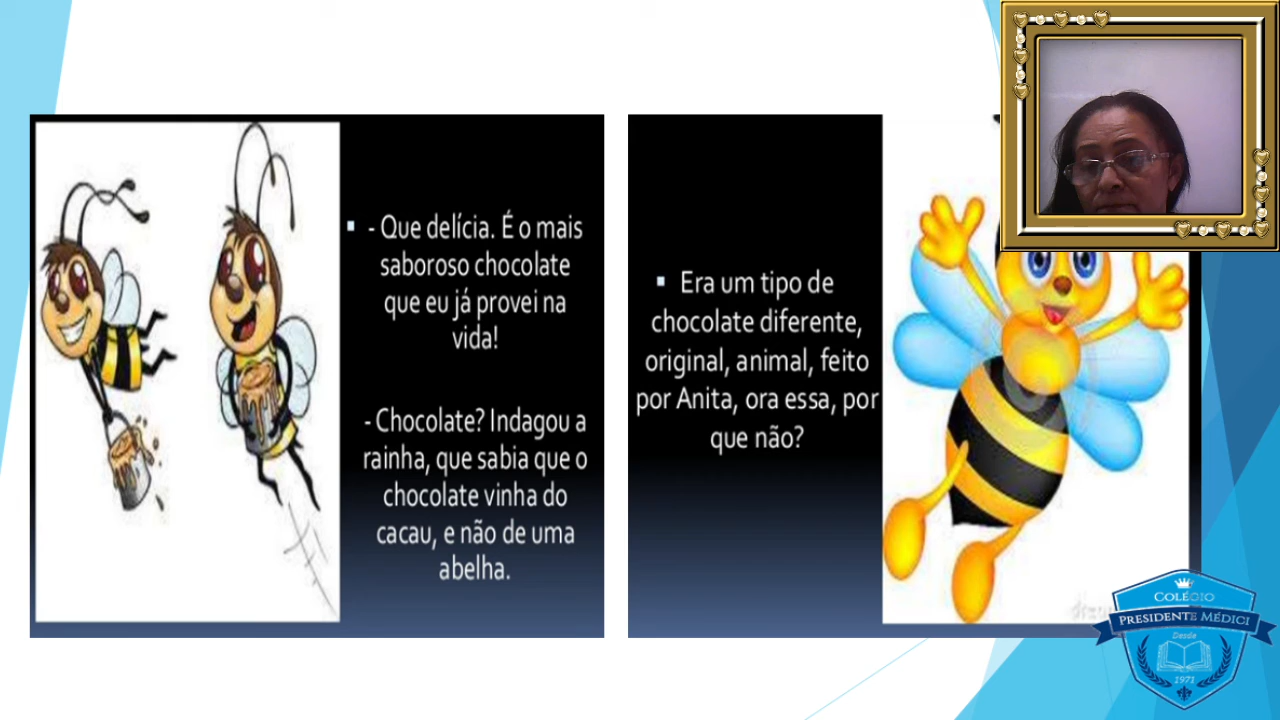 - Que delícia. É o mais
saboroso chocolate
que eu já provei na
vida!
- Chocolate? Indagou a
rainha, que sabia que o
chocolate vinha do
cacau, e não de uma
abelha.
Era um tipo de
chocolate diferente,
original, animal, feito
por Anita, ora essa, por
que não?
COLÉGIO
PRESIDENTE MÉDICI
Desde
1971